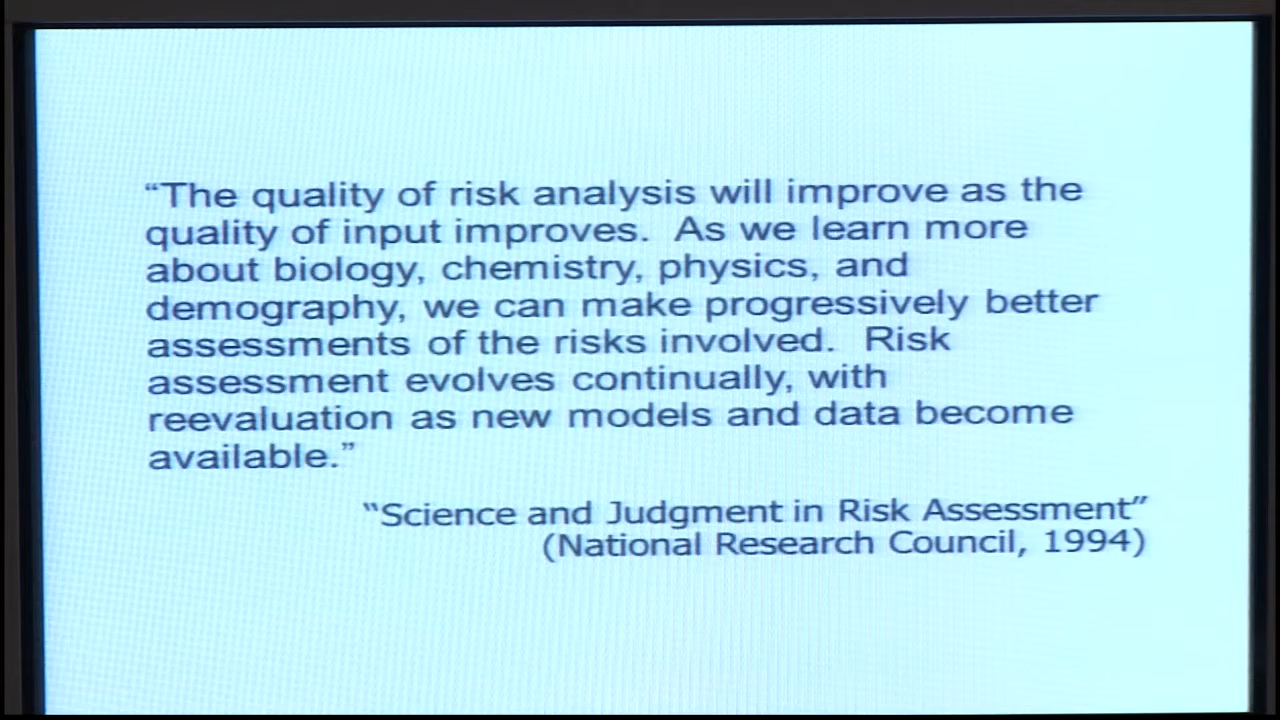 “The quality of risk analysis will improve as the
quality of input improves.  As we learn more
about biology, chemistry, physics, and
demography, we can make progressively better
assessments of the risks involved.  Risk
assessment evolves continually, with
reevaluation as new models and data become
available.”
“Science and Judgment in Risk Assessment”
(National Research Council, 1994)